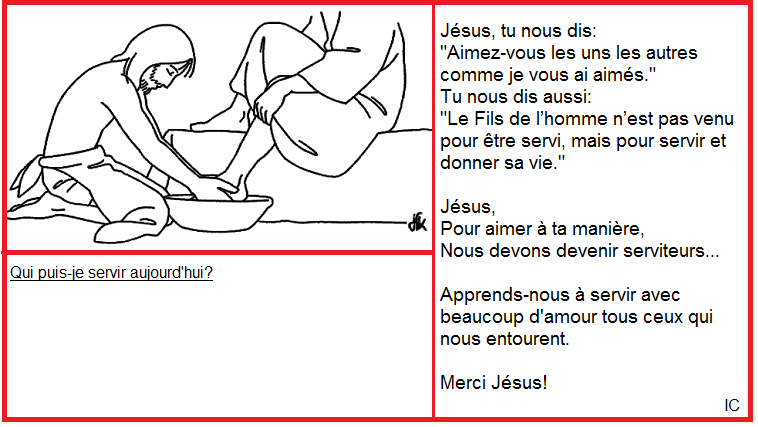 Jésus, tu nous dis:
"Aimez-vous les uns les autres
comme je vous ai aimés."
Tu nous dis aussi:
"Le Fils de l'homme n’est pas venu
pour être servi, mais pour servir et
donner sa vie."
Jésus,
Pour aimer à ta manière,
Nous devons devenir serviteurs...
Apprends-nous à servir avec
beaucoup d'amour tous ceux qui
nous entourent.
Merci Jésus!
IC
Qui puis-je servir aujourd'hui?